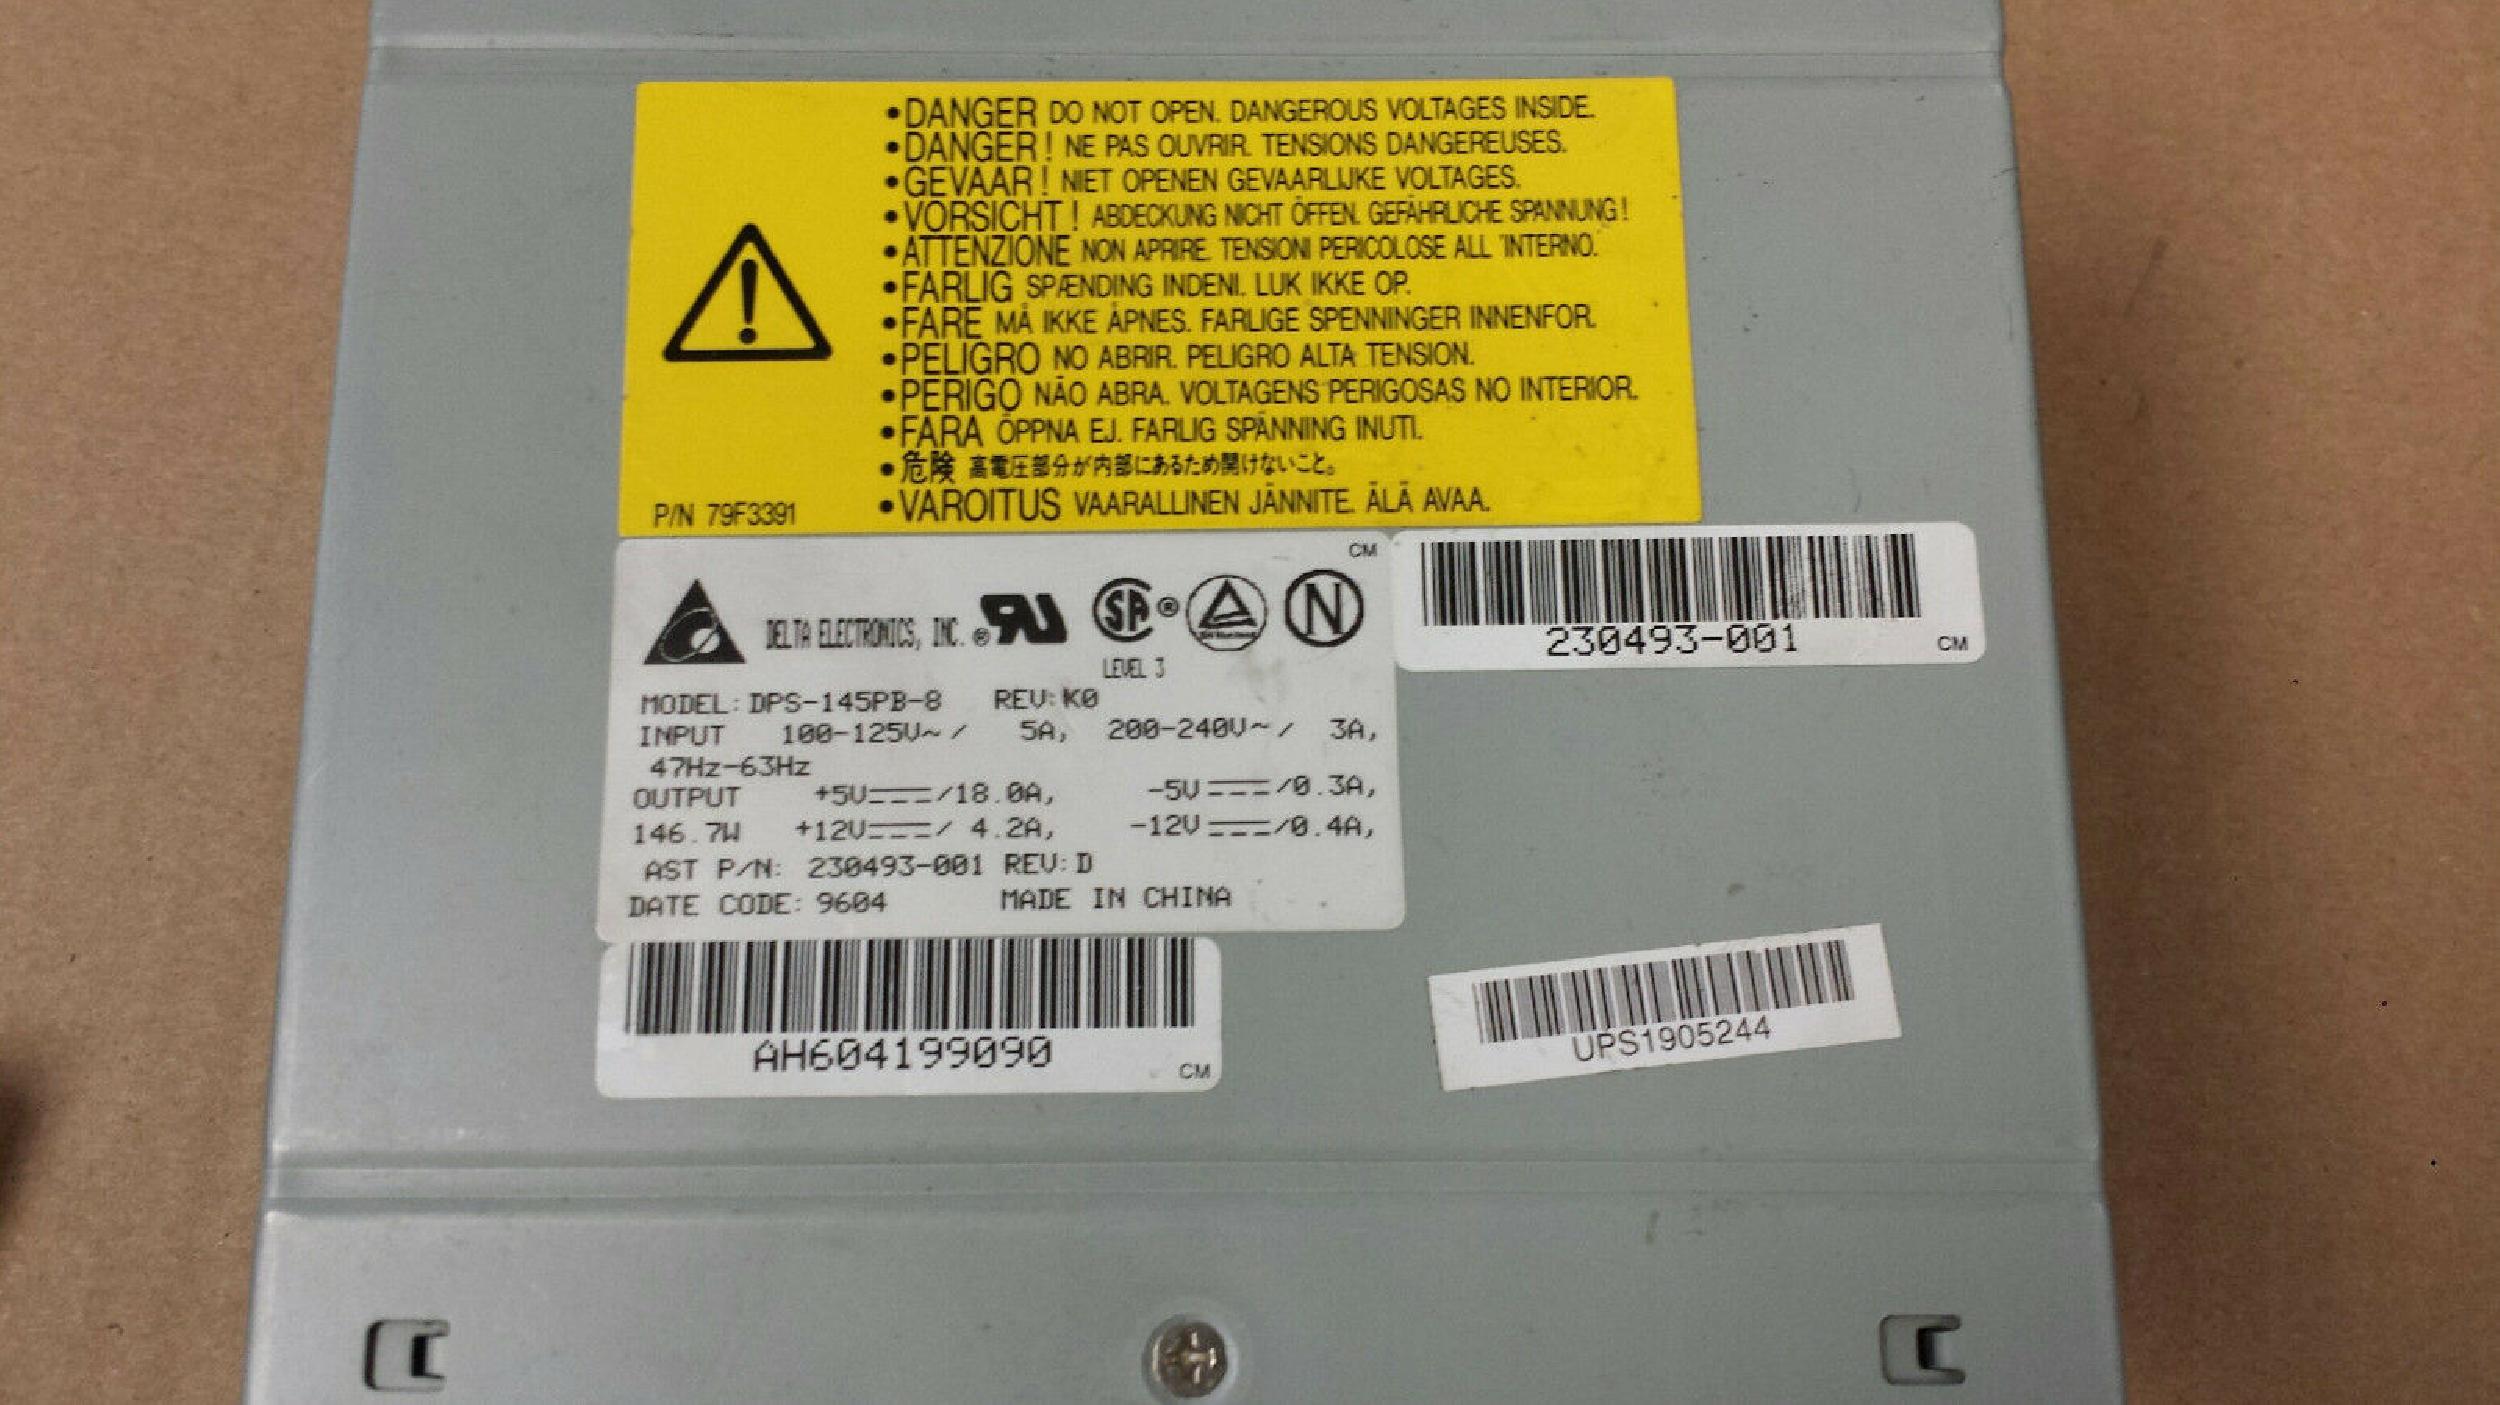 •DANGER DO NOT OPEN. DANGEROUS VOLTAGES INSIDE.
•DANGER! NE PAS OUVRIR. TENSIONS DANGEREUSES.
•GEVAAR! NIET OPENEN GEVAARLIJKE VOLTAGES.
•VORSICHT! ABDECKUNG NICHT ÖFFEN. GEFÄHRLICHE SPANNUNG!
•ATTENZIONE NON APRIRE. TENSIONI PERICOLOSE ALL 'INTERNO.
•FARLIG SPÆNDING INDENI. LUK IKKE OP.
•FARE MÅ IKKE ÅPNES. FARLIGE SPENNINGER INNENFOR.
•PELIGRO NO ABRIR. PELIGRO ALTA TENSION.
•PERIGO NÃO ABRA. VOLTAGENS PERIGOSAS NO INTERIOR.
•FARA ÖPPNA EJ. FARLIG SPÄNNING INUTI.
•危険 高電圧部分が内部にあるため開けないこと。
•VAROITUS VAARALLINEN JÄNNITE. ÄLÄ AVAA.
P/N 79F3391
CM
DELTA ELECTRONICS, INC. ® RU SA ® N
LEVEL 3
MODEL: DPS-145PB-8 REV: K0
INPUT 100-125V~/ 5A, 200-240V~/ 3A,
47Hz-63Hz
OUTPUT +5V⎓/18.0A, -5V⎓/0.3A,
146.7W +12V⎓/ 4.2A, -12V⎓/0.4A,
AST P/N: 230493-001 REV: D
DATE CODE: 9604 MADE IN CHINA
230493-001 CM
AH604199090 CM
UPS1905244